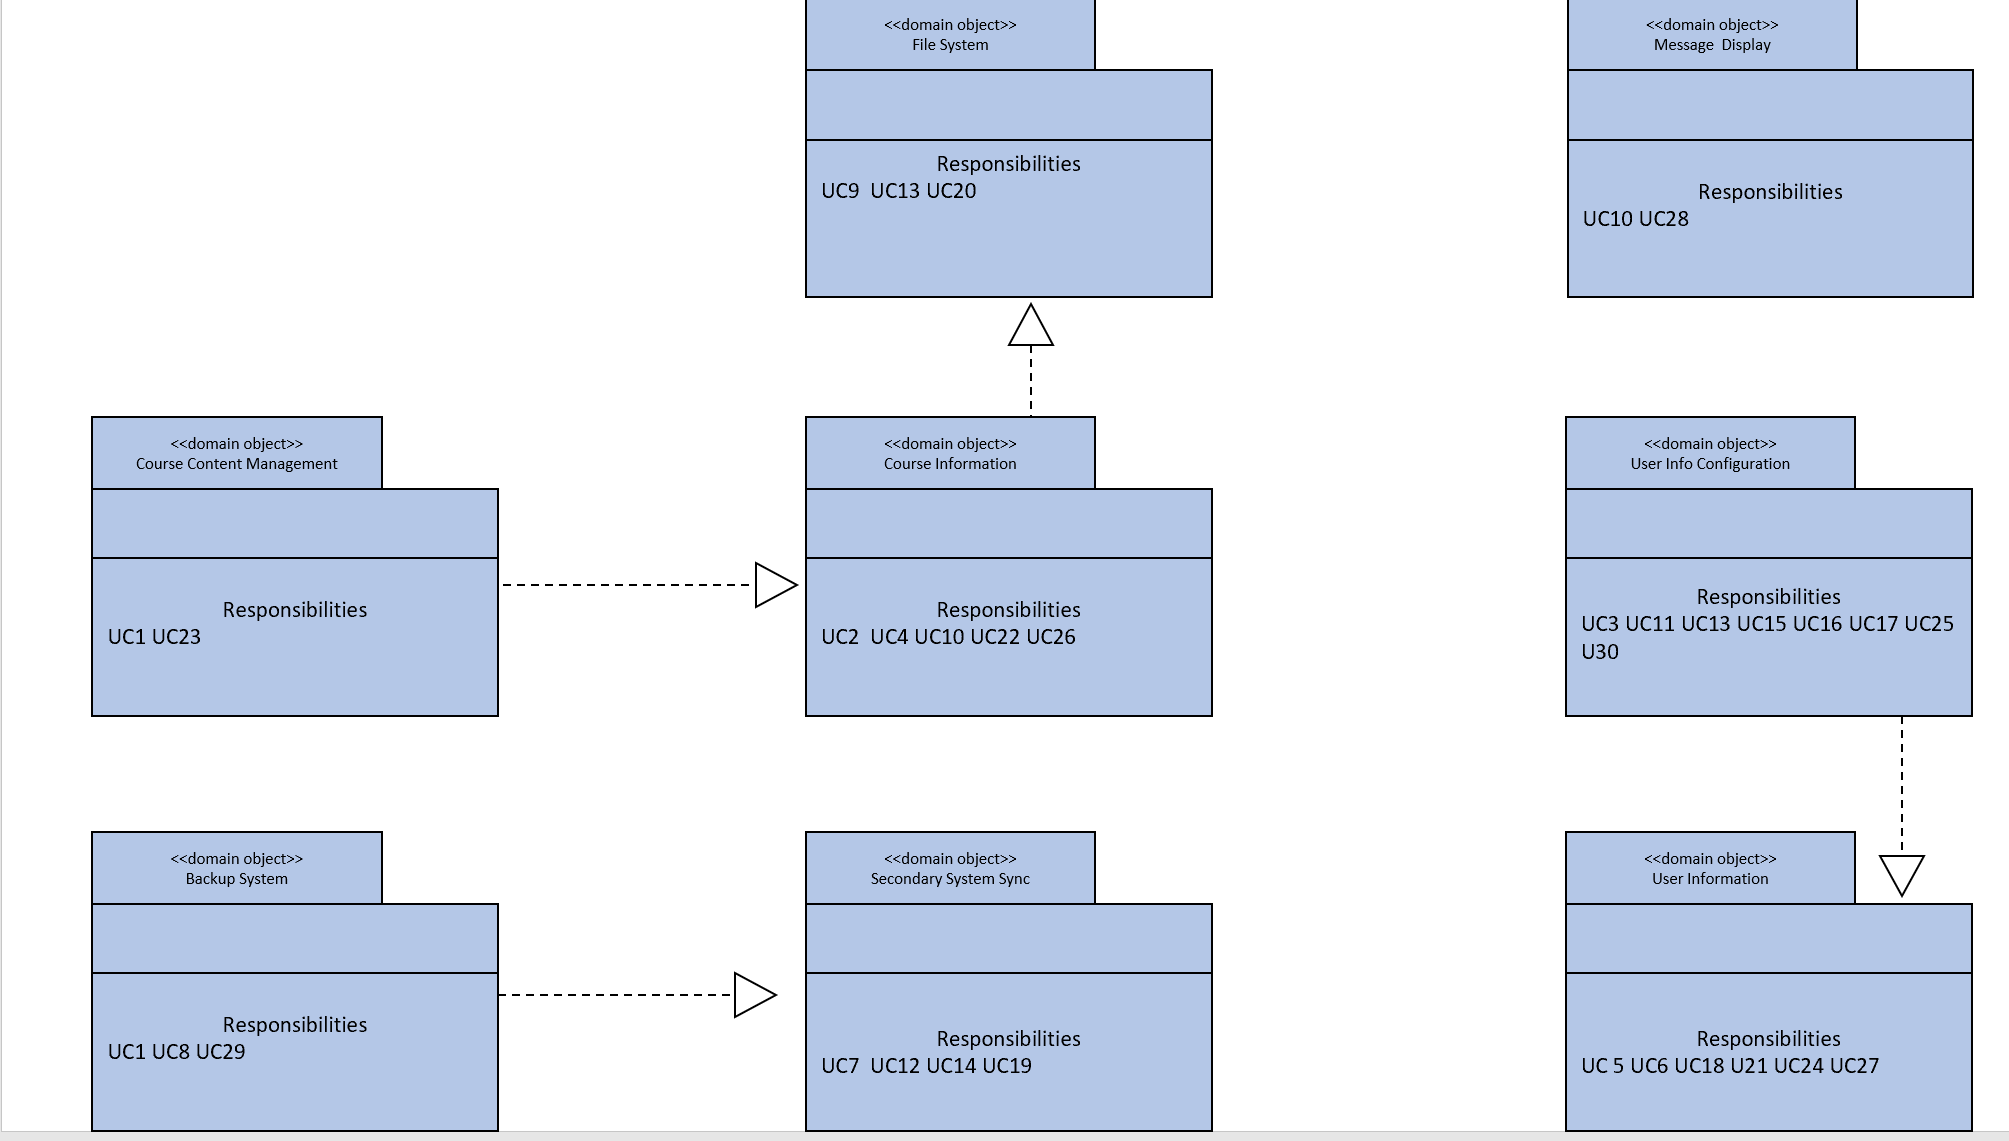 <<domain object>>
File System
Responsibilities
UC9  UC13 UC20
<<domain object>>
Message  Display
Responsibilities
UC10 UC28
<<domain object>>
Course Content Management
Responsibilities
UC1 UC23
<<domain object>>
Course Information
Responsibilities
UC2  UC4 UC10 UC22 UC26
<<domain object>>
User Info Configuration
Responsibilities
UC3 UC11 UC13 UC15 UC16 UC17 UC25
U30
<<domain object>>
Backup System
Responsibilities
UC1 UC8 UC29
<<domain object>>
Secondary System Sync
Responsibilities
UC7  UC12 UC14 UC19
<<domain object>>
User Information
Responsibilities
UC 5 UC6 UC18 U21 UC24 UC27